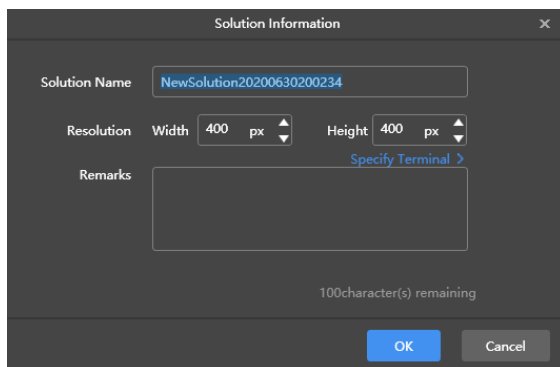 Solution Information
Solution Name NewSolution20200630200234
Resolution Width 400 px Height 400 px
Specify Terminal >
Remarks
100character(s) remaining
OK Cancel